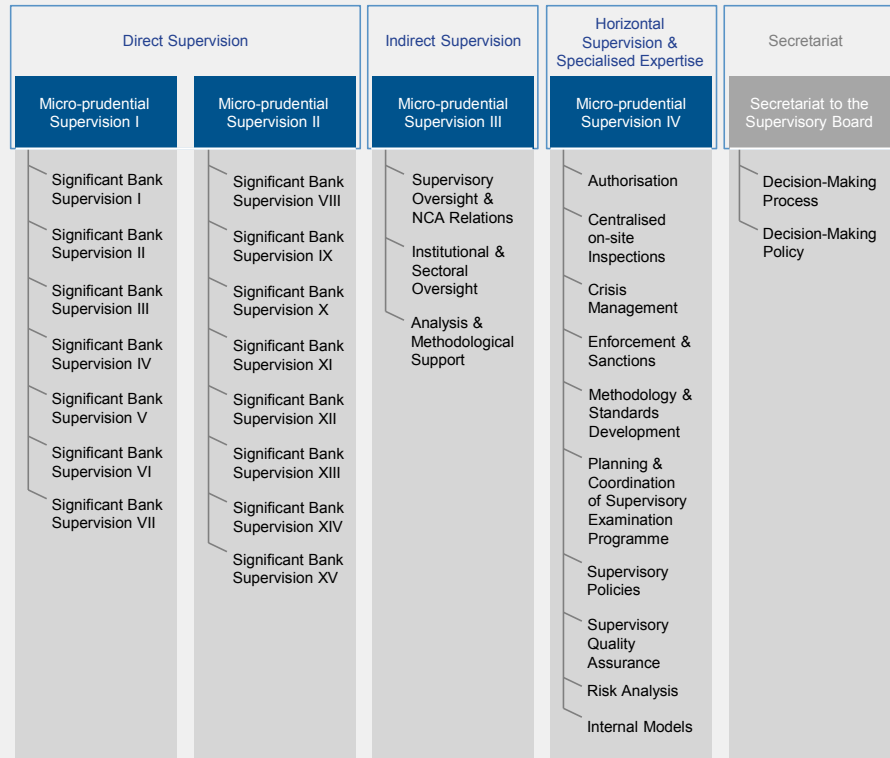 Direct Supervision
Micro-prudential
Supervision I
Significant Bank
Supervision I
Significant Bank
Supervision II
Significant Bank
Supervision III
Significant Bank
Supervision IV
Significant Bank
Supervision V
Significant Bank
Supervision VI
Significant Bank
Supervision VII
Micro-prudential
Supervision II
Significant Bank
Supervision VIII
Significant Bank
Supervision IX
Significant Bank
Supervision X
Significant Bank
Supervision XI
Significant Bank
Supervision XII
Significant Bank
Supervision XIII
Significant Bank
Supervision XIV
Significant Bank
Supervision XV
Indirect Supervision
Micro-prudential
Supervision III
Supervisory
Oversight &
NCA Relations
Institutional &
Sectoral
Oversight
Analysis &
Methodological
Support
Horizontal
Supervision &
Specialised Expertise
Micro-prudential
Supervision IV
Authorisation
Centralised
on-site
Inspections
Crisis
Management
Enforcement &
Sanctions
Methodology &
Standards
Development
Planning &
Coordination
of Supervisory
Examination
Programme
Supervisory
Policies
Supervisory
Quality
Assurance
Risk Analysis
Internal Models
Secretariat
Secretariat to the
Supervisory Board
Decision-Making
Process
Decision-Making
Policy